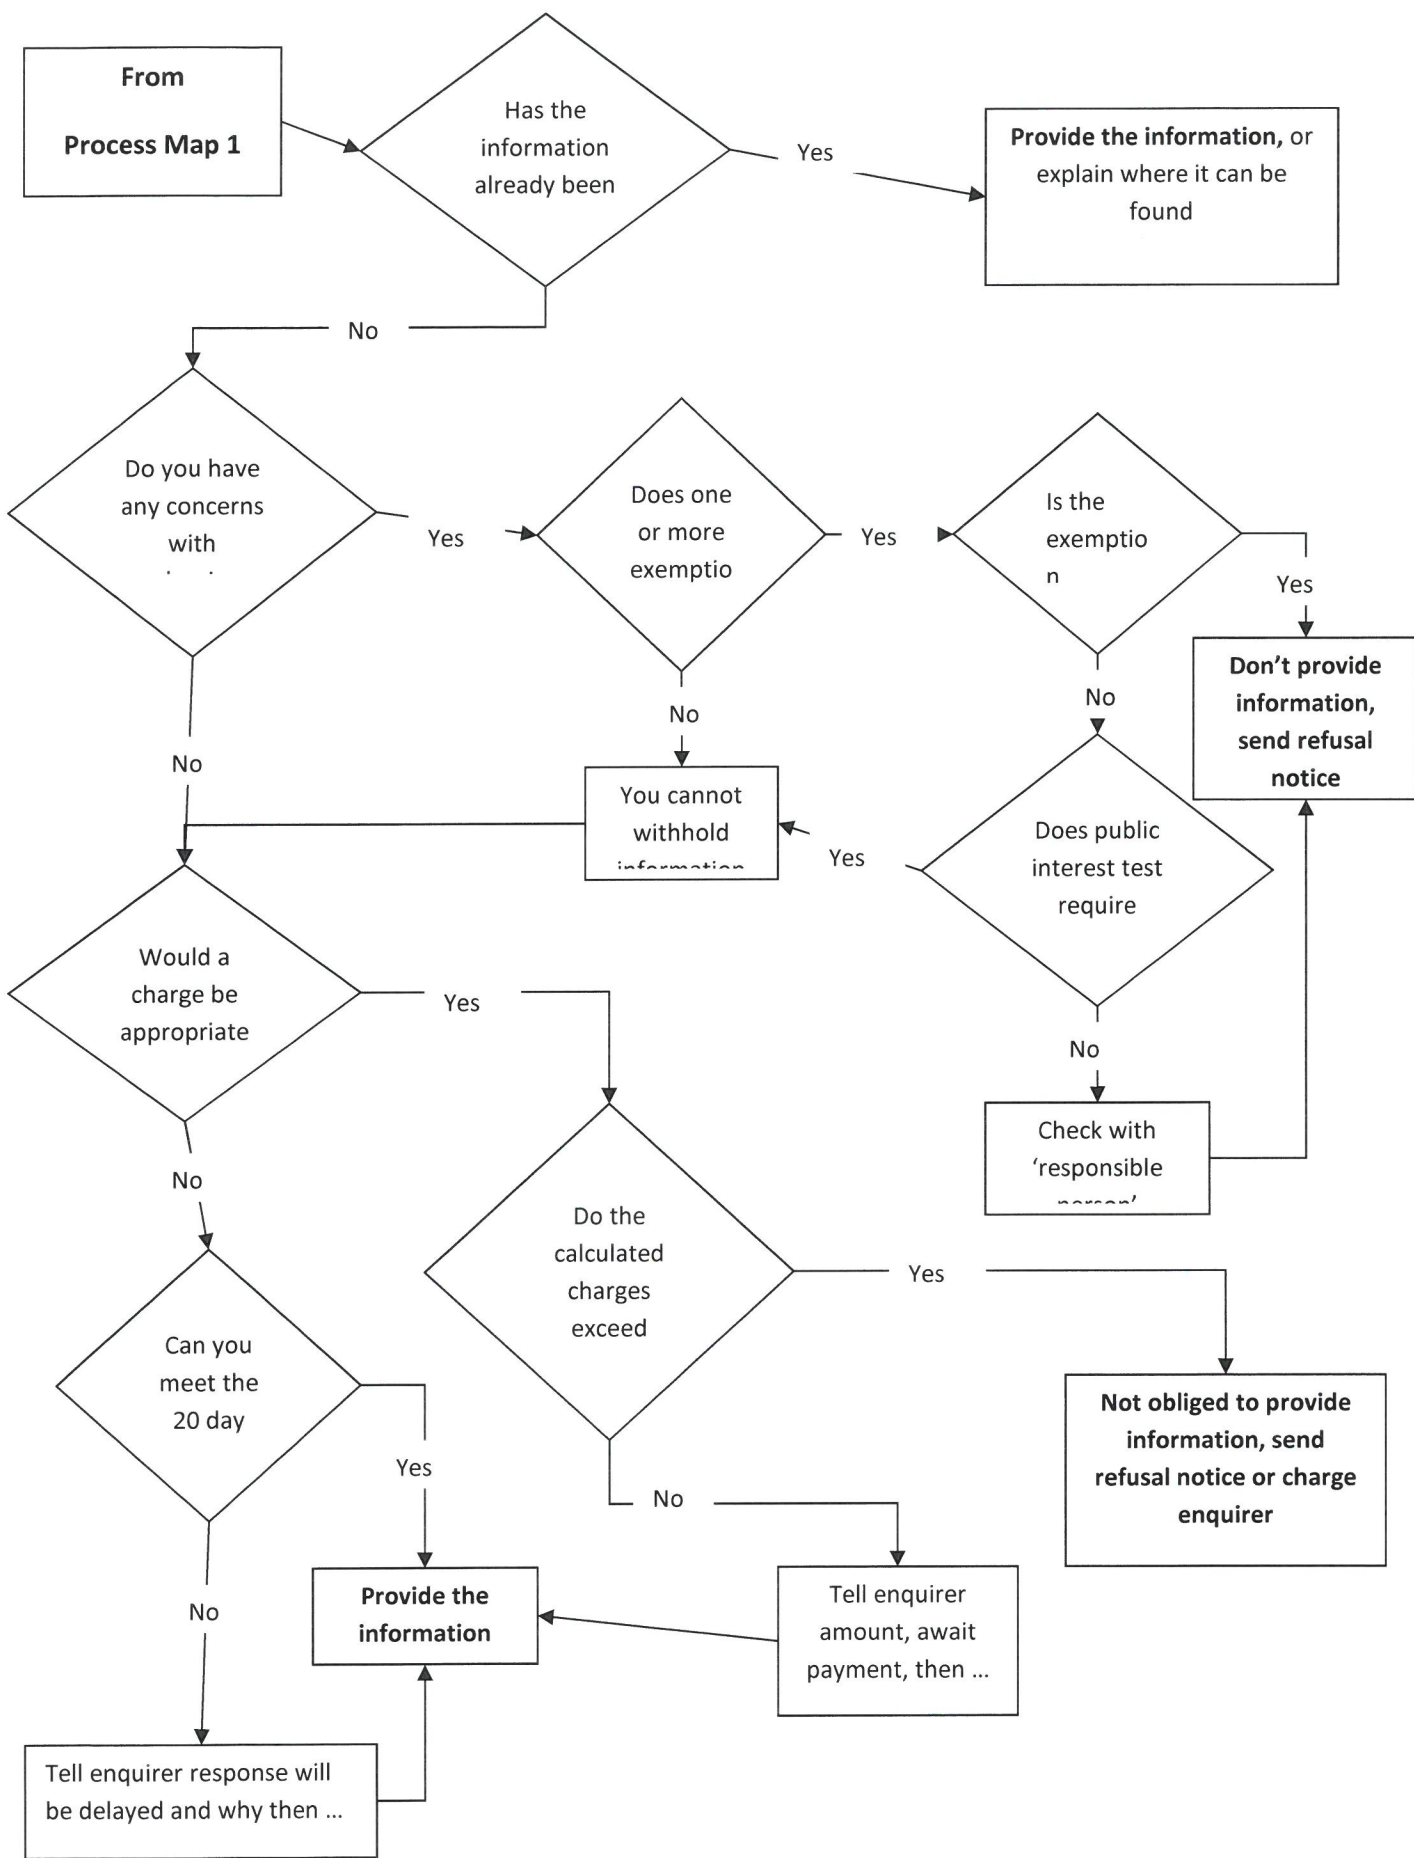 From
Process Map 1
Has the
information
already been
Yes
Provide the information, or
explain where it can be
found
No
Do you have
any concerns
with
Yes
Does one
or more
exemptio
Yes
Is the
exemptio
n
Yes
Don't provide
information,
send refusal
notice
No
No
No
You cannot
withhold
Yes
Does public
interest test
require
Would a
charge be
appropriate
Yes
No
Check with
‘responsible
No
Do the
calculated
charges
exceed
Yes
Can you
meet the
20 day
Not obliged to provide
information, send
refusal notice or charge
enquirer
Yes
No
No
Provide the
information
Tell enquirer
amount, await
payment, then ...
Tell enquirer response will
be delayed and why then ...